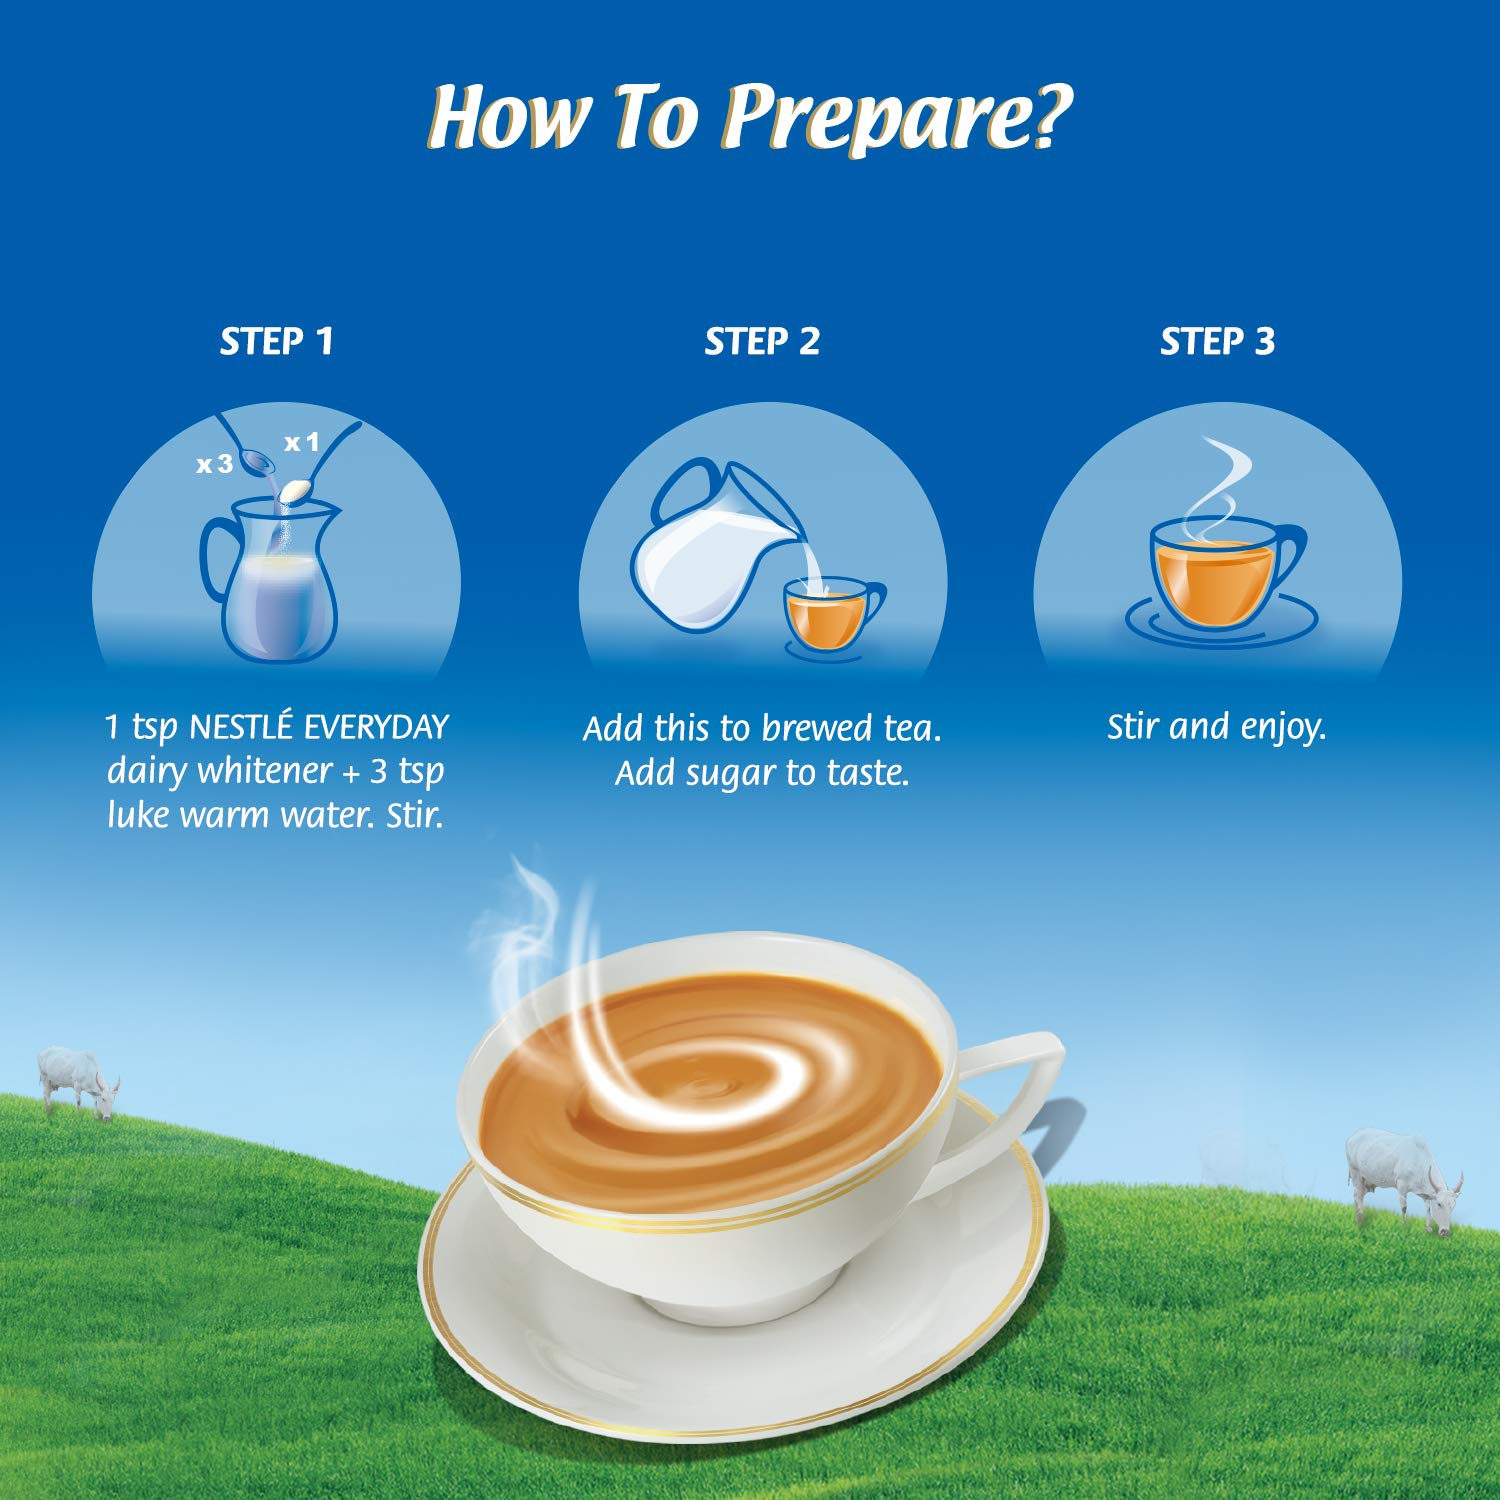 How To Prepare?
STEP 1
x 3
x 1
1 tsp NESTLÉ EVERYDAY
dairy whitener + 3 tsp
luke warm water. Stir.
STEP 2
Add this to brewed tea.
Add sugar to taste.
STEP 3
Stir and enjoy.